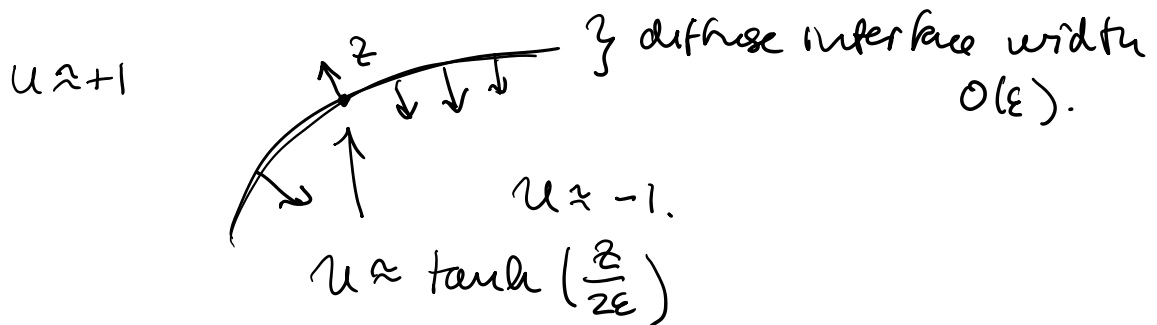 z } diffuse interface width
u ≈ +1 O(ε).
u ≈ -1.
u ≈ tanh (z/2ε)